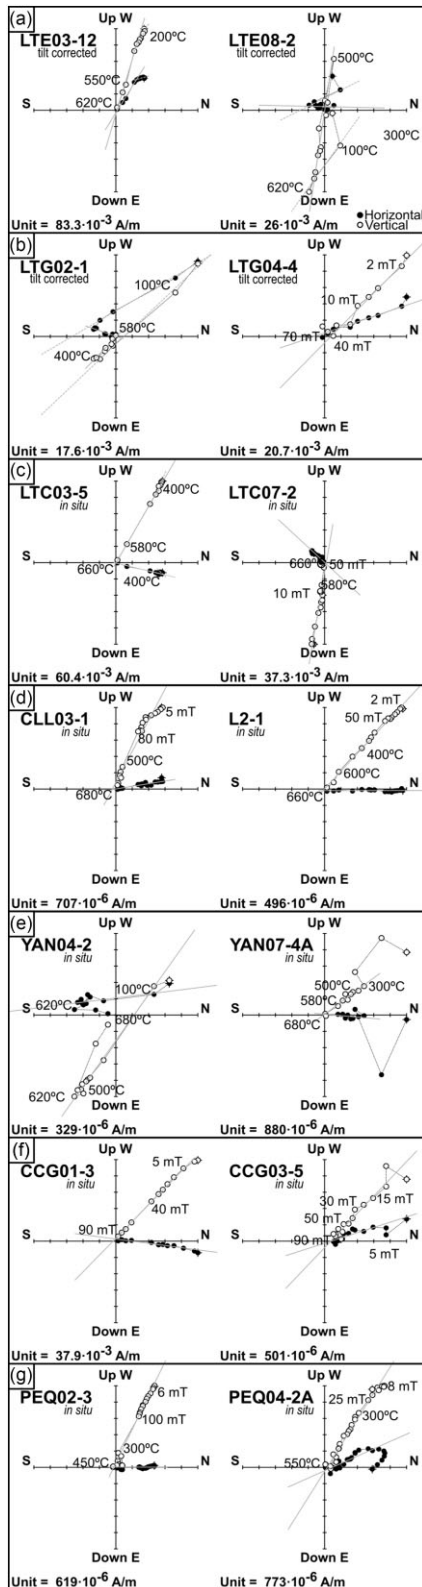 (a)
Up W
Up W
LTE03-12
tilt corrected
200ºC
550ºC
620ºC
S
N
Down E
Unit = 83.3·10⁻³ A/m
LTE08-2
tilt corrected
500ºC
300ºC
100ºC
620ºC
N
Down E
Unit = 26·10⁻³ A/m
● Horizontal
○ Vertical
(b)
Up W
Up W
LTG02-1
tilt corrected
100ºC
580ºC
400ºC
S
N
Down E
Unit = 17.6·10⁻³ A/m
LTG04-4
tilt corrected
2 mT
10 mT
70 mT
40 mT
N
Down E
Unit = 20.7·10⁻³ A/m
(c)
Up W
Up W
LTC03-5
in situ
400ºC
580ºC
660ºC
400ºC
S
N
Down E
Unit = 60.4·10⁻³ A/m
LTC07-2
in situ
660ºC
50 mT
580ºC
10 mT
N
Down E
Unit = 37.3·10⁻³ A/m
(d)
Up W
Up W
CLL03-1
in situ
5 mT
80 mT
500ºC
680ºC
S
N
Down E
Unit = 707·10⁻⁶ A/m
L2-1
in situ
2 mT
50 mT
400ºC
600ºC
660ºC
N
Down E
Unit = 496·10⁻⁶ A/m
(e)
Up W
Up W
YAN04-2
in situ
100ºC
620ºC
680ºC
620ºC
500ºC
S
N
Down E
Unit = 329·10⁻⁶ A/m
YAN07-4A
in situ
500ºC
300ºC
580ºC
680ºC
N
Down E
Unit = 880·10⁻⁶ A/m
(f)
Up W
Up W
CCG01-3
in situ
5 mT
40 mT
90 mT
S
N
Down E
Unit = 37.9·10⁻³ A/m
CCG03-5
in situ
30 mT
15 mT
50 mT
90 mT
5 mT
N
Down E
Unit = 501·10⁻⁶ A/m
(g)
Up W
Up W
PEQ02-3
in situ
6 mT
100 mT
300ºC
450ºC
S
N
Down E
Unit = 619·10⁻⁶ A/m
PEQ04-2A
in situ
8 mT
25 mT
300ºC
550ºC
N
Down E
Unit = 773·10⁻⁶ A/m